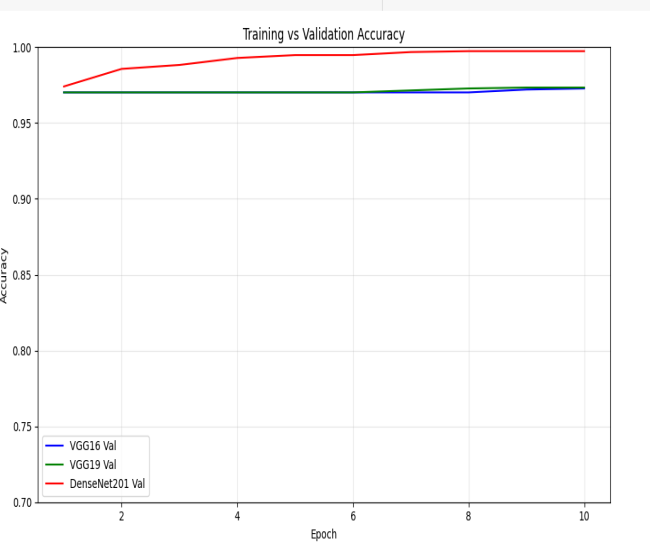 Training vs Validation Accuracy
1.00
0.95
0.90
0.85
0.80
0.75
0.70
Accuracy
VGG16 Val
VGG19 Val
DenseNet201 Val
2 4 6 8 10
Epoch